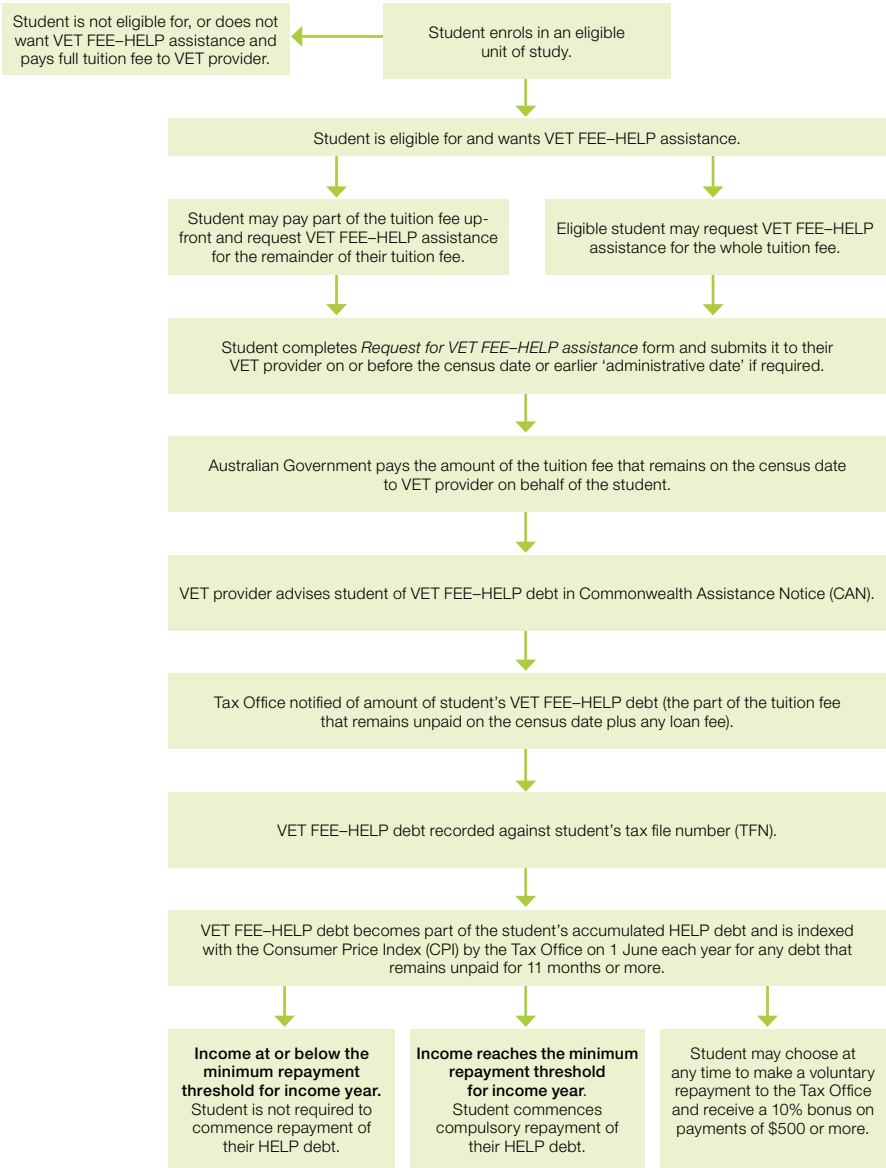 Student is not eligible for, or does not
want VET FEE–HELP assistance and
pays full tuition fee to VET provider.
Student enrols in an eligible
unit of study.
Student is eligible for and wants VET FEE–HELP assistance.
Student may pay part of the tuition fee up-
front and request VET FEE–HELP assistance
for the remainder of their tuition fee.
Eligible student may request VET FEE–HELP
assistance for the whole tuition fee.
Student completes Request for VET FEE–HELP assistance form and submits it to their
VET provider on or before the census date or earlier ‘administrative date’ if required.
Australian Government pays the amount of the tuition fee that remains on the census date
to VET provider on behalf of the student.
VET provider advises student of VET FEE–HELP debt in Commonwealth Assistance Notice (CAN).
Tax Office notified of amount of student’s VET FEE–HELP debt (the part of the tuition fee
that remains unpaid on the census date plus any loan fee).
VET FEE–HELP debt recorded against student’s tax file number (TFN).
VET FEE–HELP debt becomes part of the student’s accumulated HELP debt and is indexed
with the Consumer Price Index (CPI) by the Tax Office on 1 June each year for any debt that
remains unpaid for 11 months or more.
Income at or below the
minimum repayment
threshold for income year.
Student is not required to
commence repayment of
their HELP debt.
Income reaches the minimum
repayment threshold
for income year.
Student commences
compulsory repayment of
their HELP debt.
Student may choose at
any time to make a voluntary
repayment to the Tax Office
and receive a 10% bonus on
payments of $500 or more.